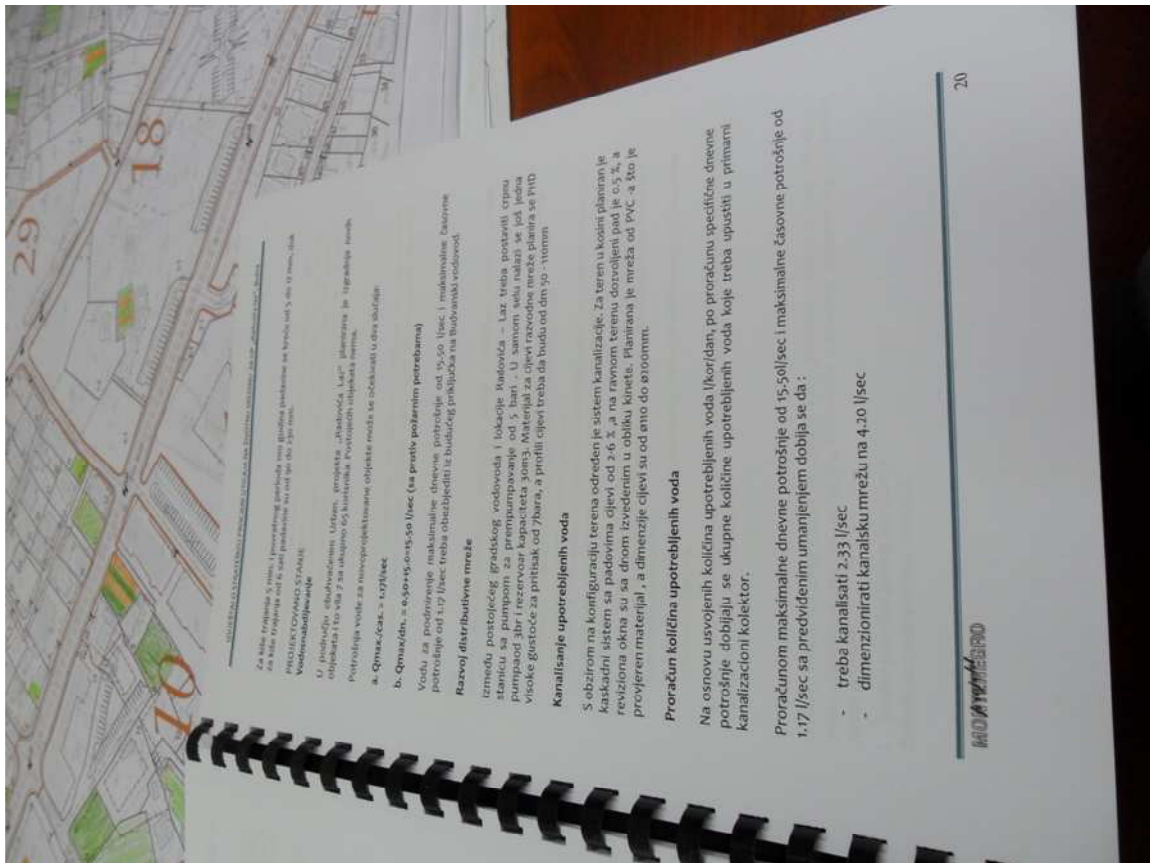 Za kiše trajanja 5 min. i povratnog perioda 100 godina padavine se kreću od 5 do 12 mm, dok
za kiše trajanja od 6 sati padavine su od 90 do 230 mm.
PROJEKTOVANO STANJE
Vodosnabdijevanje
U području obuhvaćenim Urban. projekta „Radovića Laz" planirana je izgradnja novih
objekata i to vila 7 sa ukupno 65 korisnika. Postojećih objekata nema.
Potrošnja vode za novoprojektovane objekte može se očekivati u dva slučaja:
a. Qmax/čas. = 1.17l/sec
b. Qmax/dn. = 0.50+15.0=15.50 l/sec (sa protiv požarnim potrebama)
Vodu za podmirenje maksimalne dnevne potrošnje od 15.50 l/sec i maksimalne časovne
potrošnje od 1.17 l/sec treba obezbjediti iz budućeg priključka na Budvanski vodovod.
Razvoj distributivne mreže
Između postojećeg gradskog vodovoda i lokacije Radovića – Laz treba postaviti crpnu
stanicu sa pumpom za prempumpavanje od 5 bari - U samom selu nalazi se još jedna
pumpaod 3br i rezervoar kapaciteta 30m3. Materijal za cijevi razvodne mreže planira se PHD
visoke gustoće za pritisak od 7bara, a profili cijevi treba da budu od dm 50 - 110mm
Kanalisanje upotrebljenih voda
S obzirom na konfiguraciju terena određen je sistem kanalizacije. Za teren u kosini planiran je
kaskadni sistem sa padovima cijevi od 2-6 % ,a na ravnom terenu dozvoljeni pad je 0.5 %, a
reviziona okna su sa dnom izvedenim u obliku kinete. Planirana je mreža od PVC -a što je
provjeren materijal , a dimenzije cijevi su od ø110 do ø200mm.
Proračun količina upotrebljenih voda
Na osnovu usvojenih količina upotrebljenih voda l/kor/dan, po proračunu specifične dnevne
potrošnje dobijaju se ukupne količine upotrebljenih voda koje treba upustiti u primarni
kanalizacioni kolektor.
Proračunom maksimalne dnevne potrošnje od 15.50l/sec i maksimalne časovne potrošnje od
1.17 l/sec sa predviđenim umanjenjem dobija se da :
- treba kanalisati 2.33 l/sec
- dimenzionirati kanalsku mrežu na 4.20 l/sec
MONTENEGRO
20
29
18
10